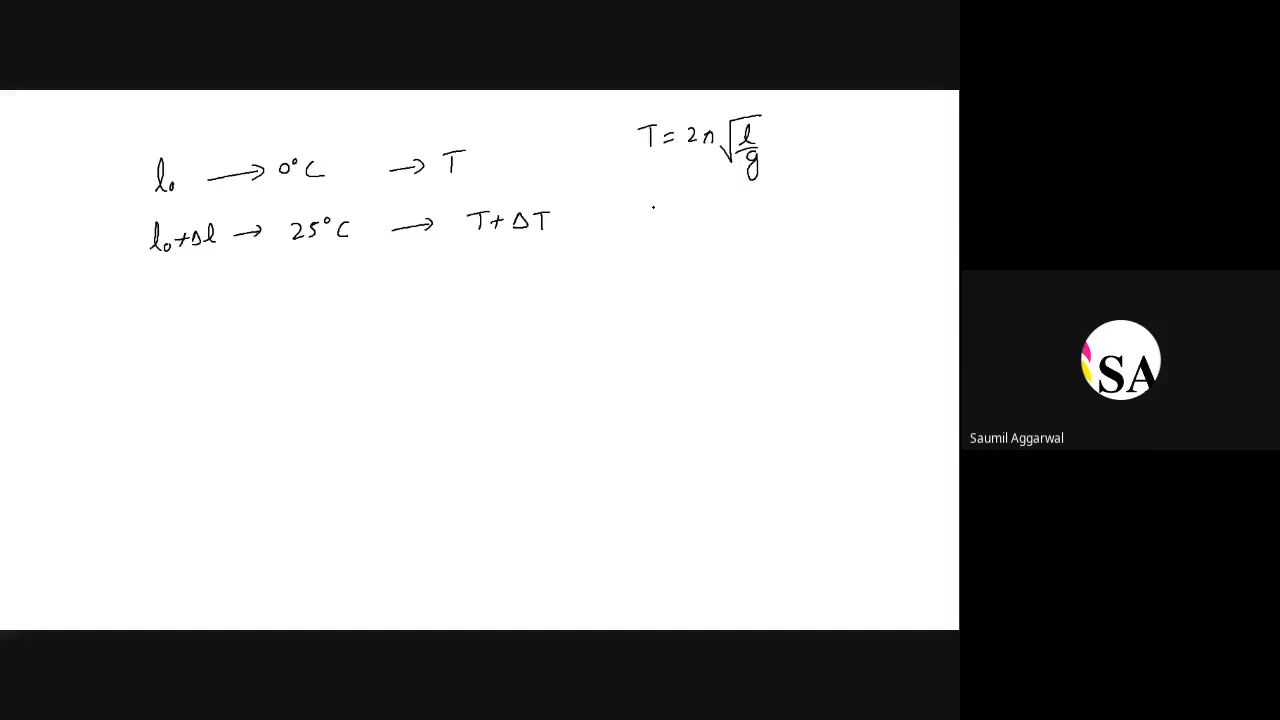 l₀ → 0°C → T
l₀+Δl → 25°C → T+ΔT
T = 2π√(l/g)
SA
Saumil Aggarwal